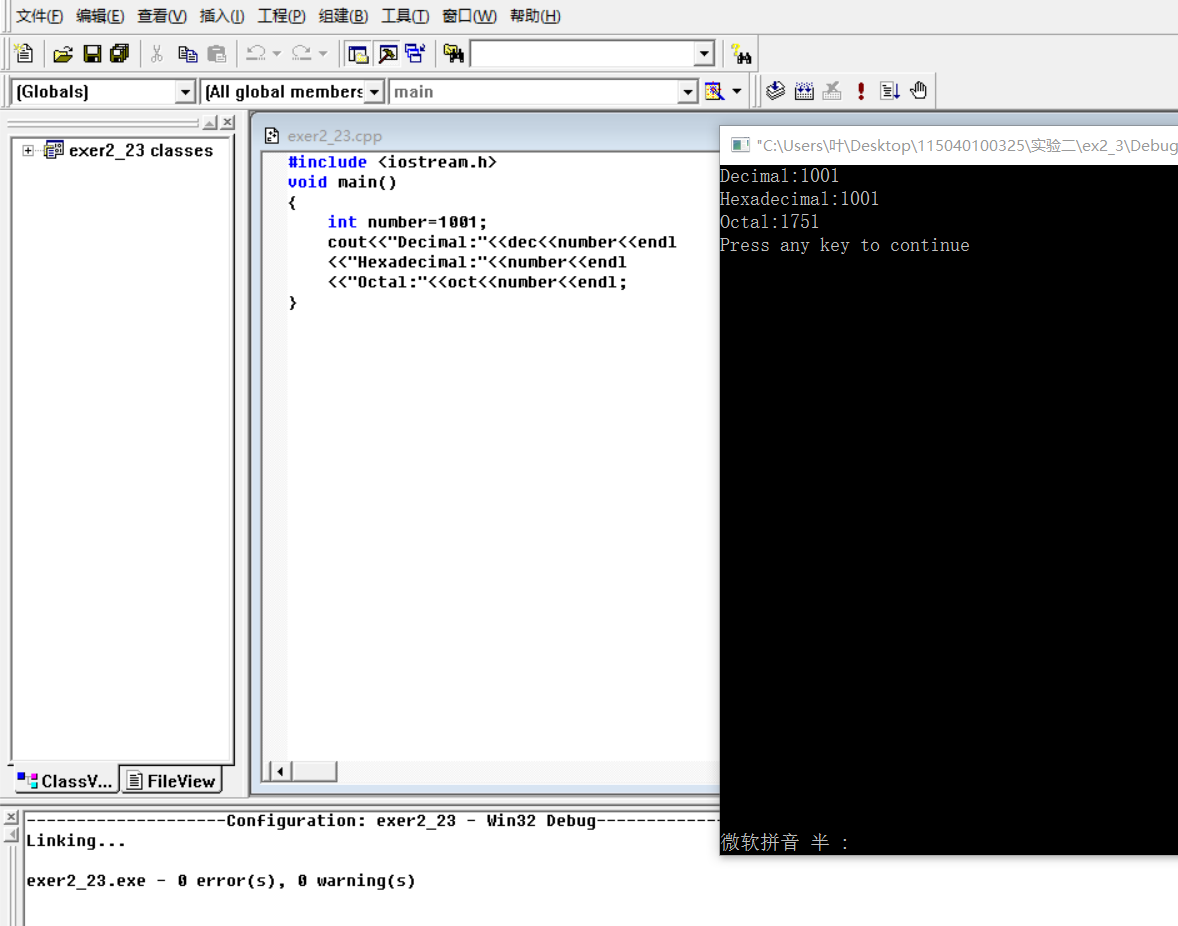 文件(F) 编辑(E) 查看(V) 插入(I) 工程(P) 组建(B) 工具(T) 窗口(W) 帮助(H)
(Globals) (All global members main
exer2_23 classes
exer2_23.cpp
#include <iostream.h>
void main()
{
int number=1001;
cout<<"Decimal:"<<dec<<number<<endl
<<"Hexadecimal:"<<number<<endl
<<"Octal:"<<oct<<number<<endl;
}
"C:\Users\叶\Desktop\115040100325\实验二\ex2_3\Debug
Decimal:1001
Hexadecimal:1001
Octal:1751
Press any key to continue
微软拼音 半 :
ClassV... FileView
--------------------Configuration: exer2_23 - Win32 Debug------------
Linking...
exer2_23.exe - 0 error(s), 0 warning(s)